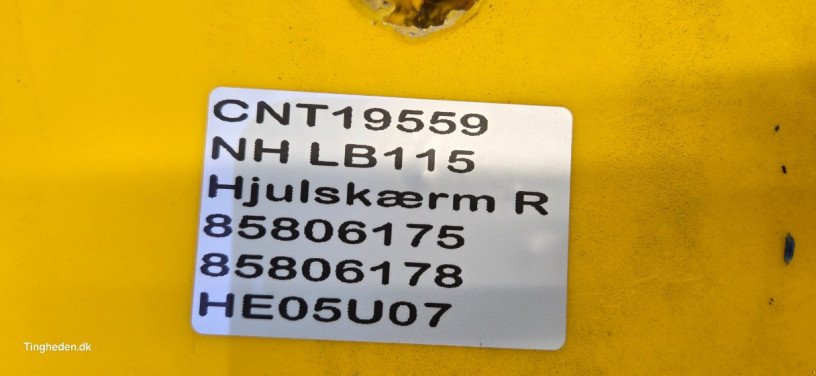 CNT19559
NH LB115
Hjulskærm R
85806175
85806178
HE05U07
Tingheden.dk